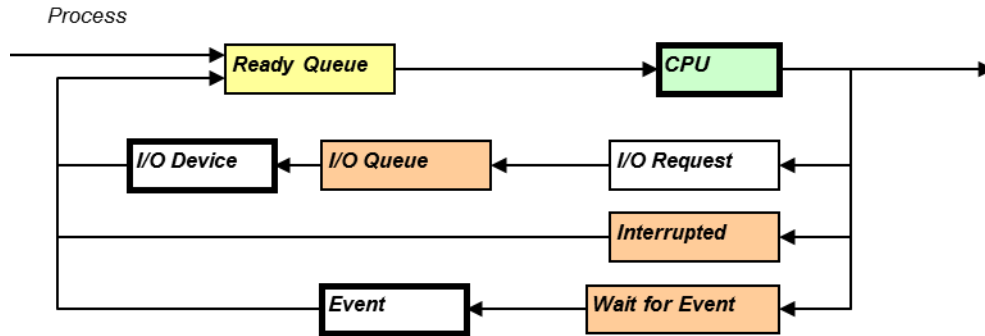 Process
Ready Queue
CPU
I/O Device
I/O Queue
I/O Request
Interrupted
Event
Wait for Event